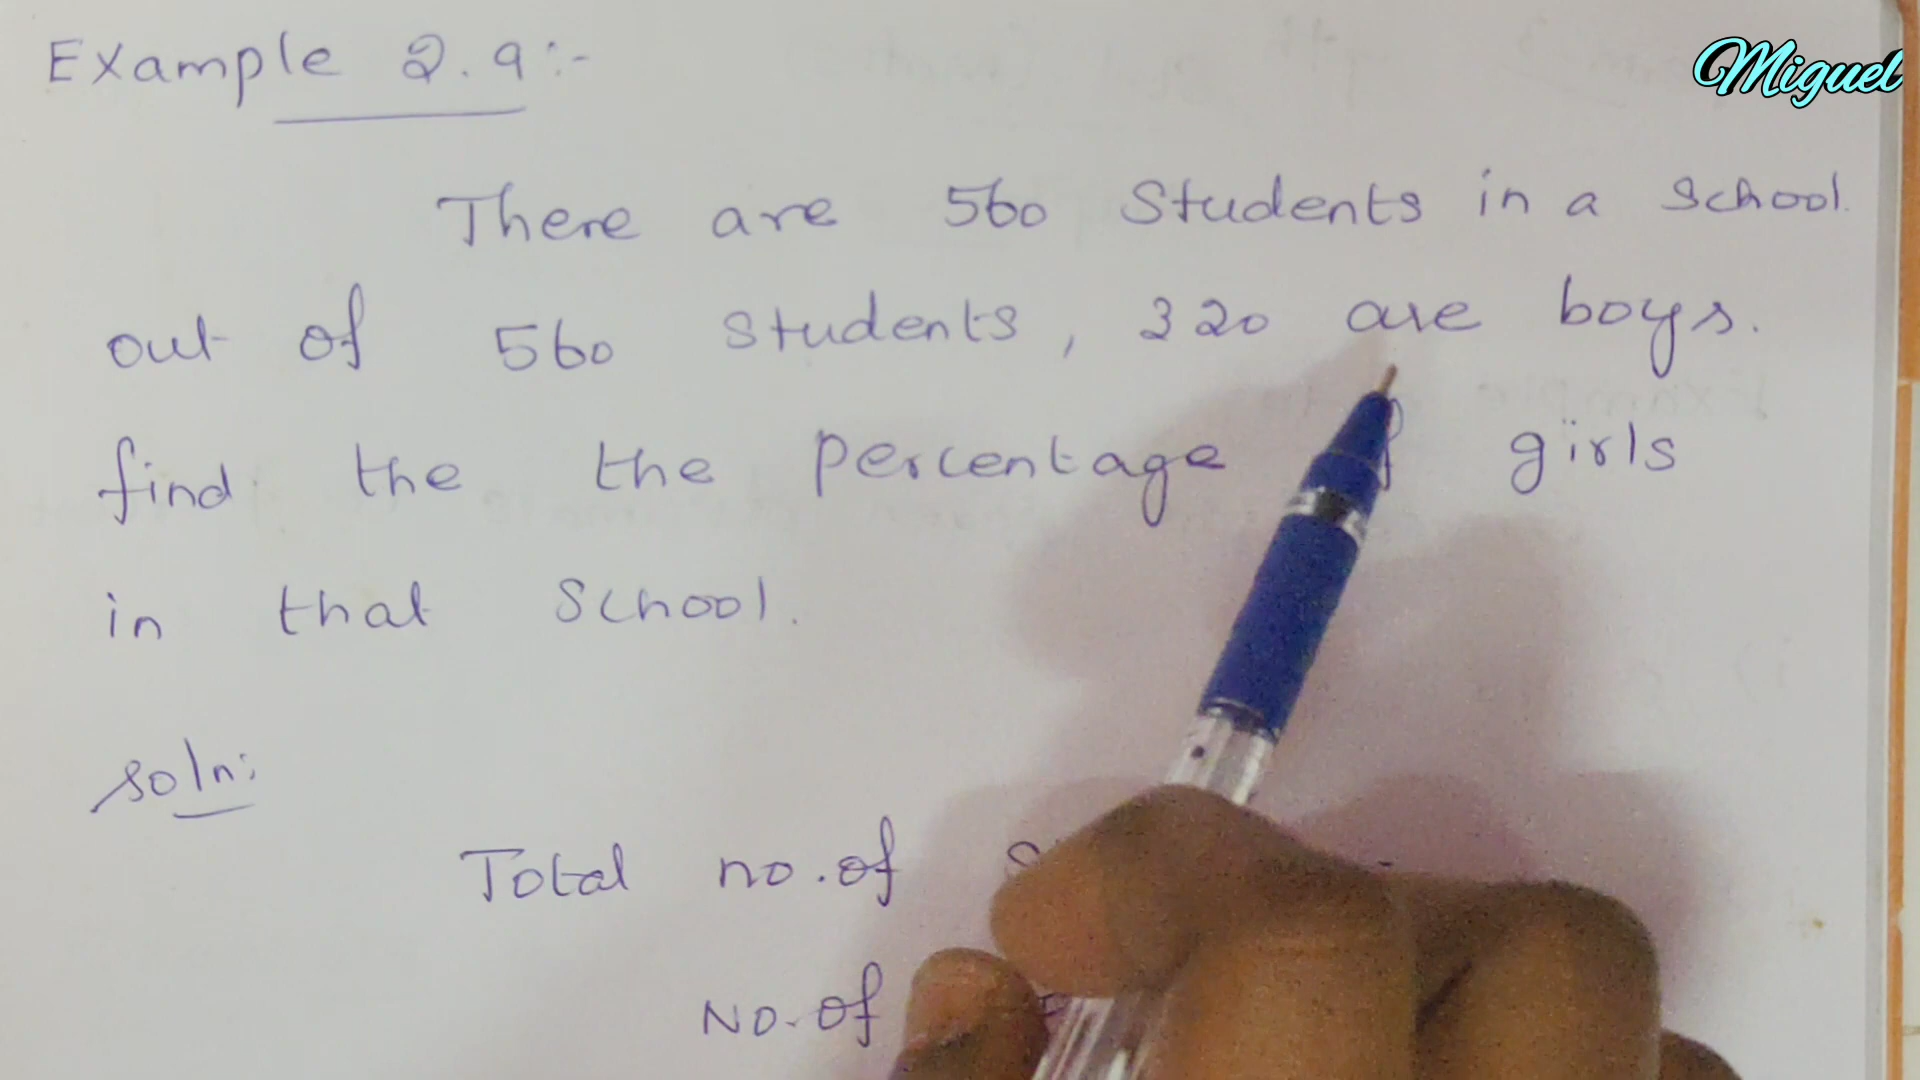 Example 2.9:-
Miguel
There are 560 Students in a School.
out of 560 students, 320 are boys.
find the the percentage of girls
in that School.
soln:
Total no. of
No. of